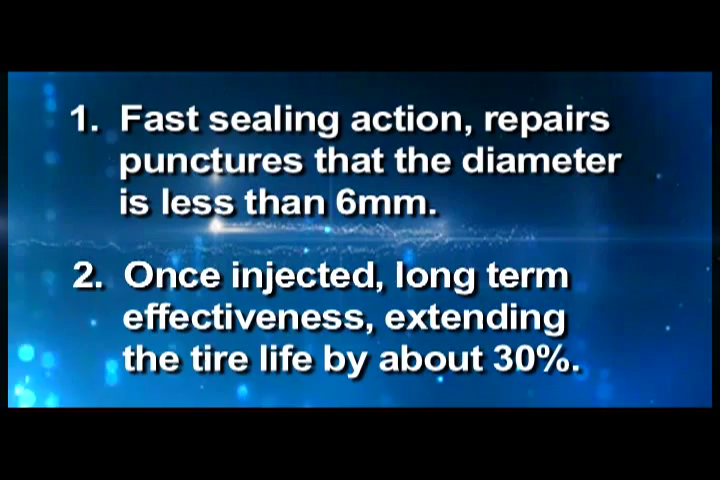 1. Fast sealing action, repairs
punctures that the diameter
is less than 6mm.
2. Once injected, long term
effectiveness, extending
the tire life by about 30%.